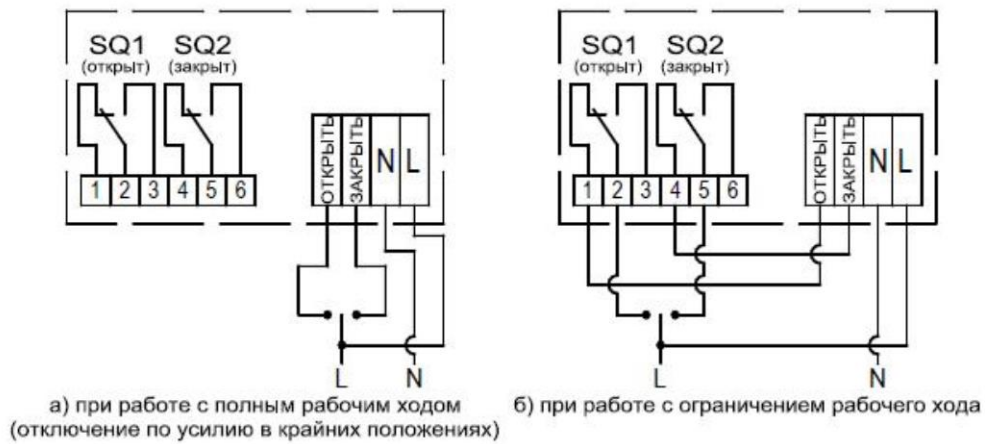 SQ1 SQ2
(открыт) (закрыт)
ОТКРЫТЬ ЗАКРЫТЬ N L
1 2 3 4 5 6
L N
а) при работе с полным рабочим ходом
(отключение по усилию в крайних положениях)
SQ1 SQ2
(открыт) (закрыт)
ОТКРЫТЬ ЗАКРЫТЬ N L
1 2 3 4 5 6
L N
б) при работе с ограничением рабочего хода